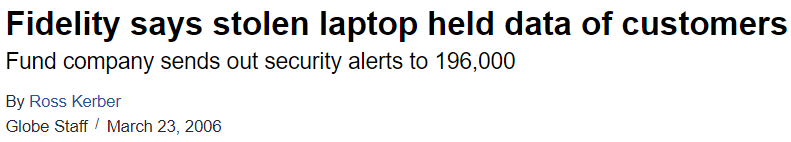 Fidelity says stolen laptop held data of customers
Fund company sends out security alerts to 196,000
By Ross Kerber
Globe Staff / March 23, 2006